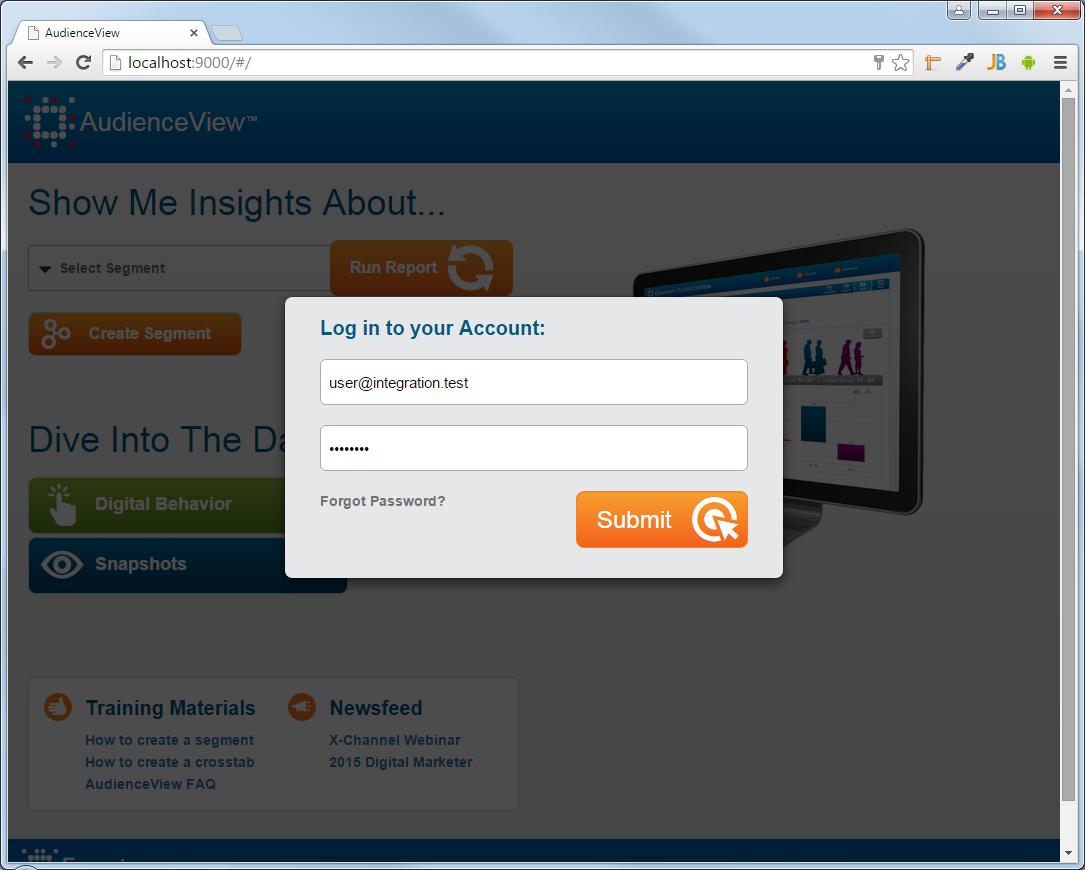 AudienceView
localhost:9000/#/
JB
AudienceView™
Show Me Insights About...
Select Segment
Run Report
Create Segment
Experian AudienceView
Log in to your Account:
user@integration.test
••••••••
Forgot Password?
Submit
Dive Into The Da
Digital Behavior
Snapshots
Training Materials
How to create a segment
How to create a crosstab
AudienceView FAQ
Newsfeed
X-Channel Webinar
2015 Digital Marketer